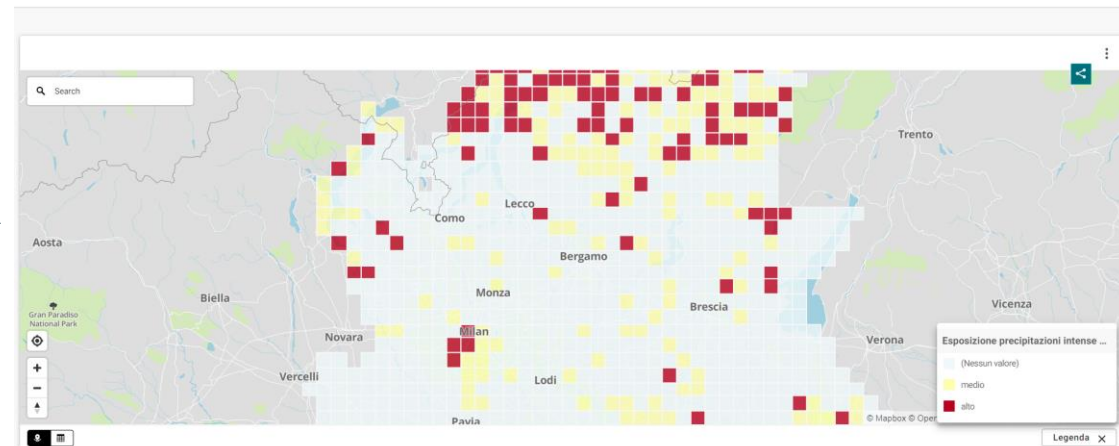 Search
Trento
Lecco
Como
Aosta
Bergamo
Biella
Monza
Brescia
Vicenza
Gran Paradiso
National Park
Milan
Novara
Verona
Esposizione precipitazioni intense ...
(Nessun valore)
medio
alto
Vercelli
Lodi
Pavia
© Mapbox © Open
Legenda X